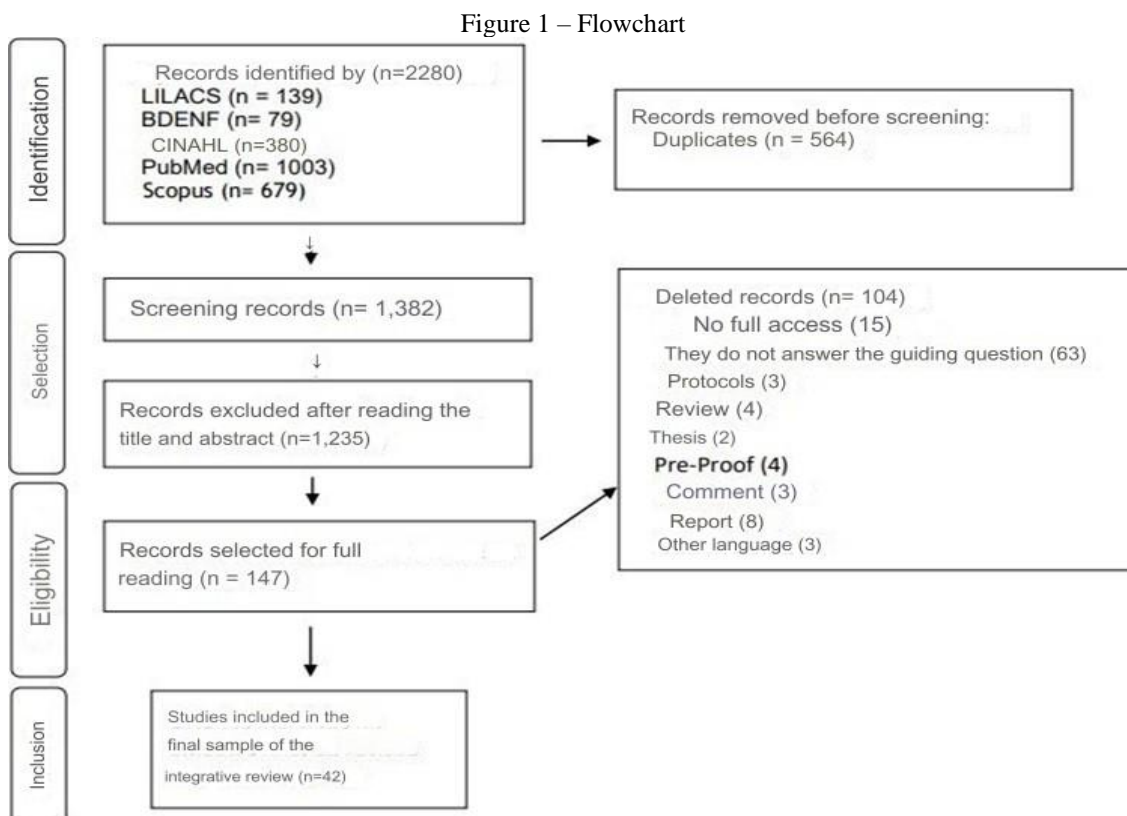 Figure 1 – Flowchart
Identification
Records identified by (n=2280)
LILACS (n = 139)
BDENF (n= 79)
CINAHL (n=380)
PubMed (n= 1003)
Scopus (n= 679)
Records removed before screening:
Duplicates (n = 564)
Selection
Screening records (n= 1,382)
Records excluded after reading the
title and abstract (n=1,235)
Deleted records (n= 104)
No full access (15)
They do not answer the guiding question (63)
Protocols (3)
Review (4)
Thesis (2)
Pre-Proof (4)
Comment (3)
Report (8)
Other language (3)
Eligibility
Records selected for full
reading (n = 147)
Inclusion
Studies included in the
final sample of the
integrative review (n=42)